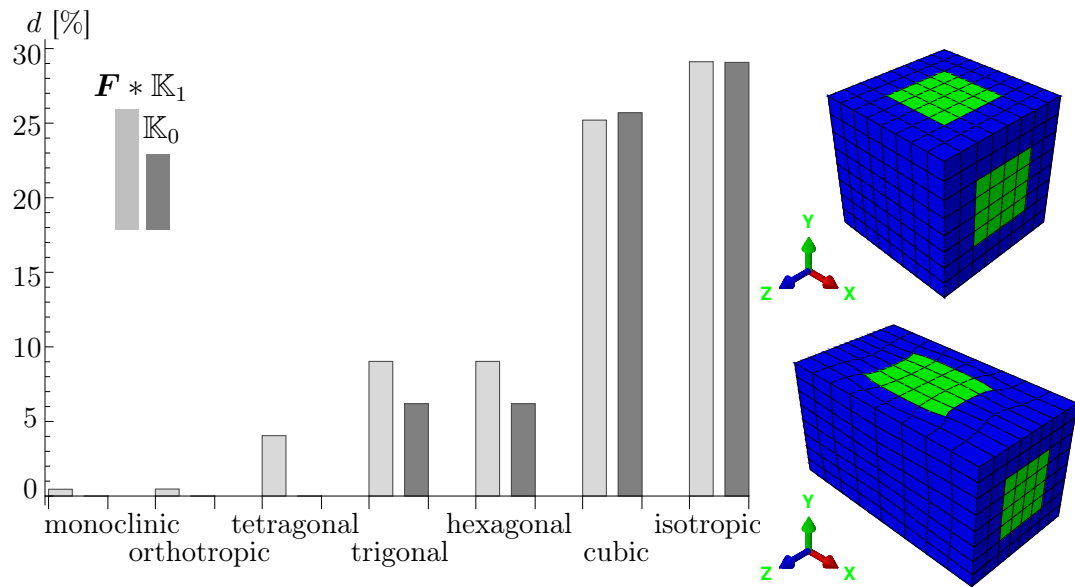 d [%]
30
25
20
15
10
5
0
F ∗ 𝕂₁
𝕂₀
monoclinic
orthotropic
tetragonal
trigonal
hexagonal
cubic
isotropic
Y
Z
X
Y
Z
X